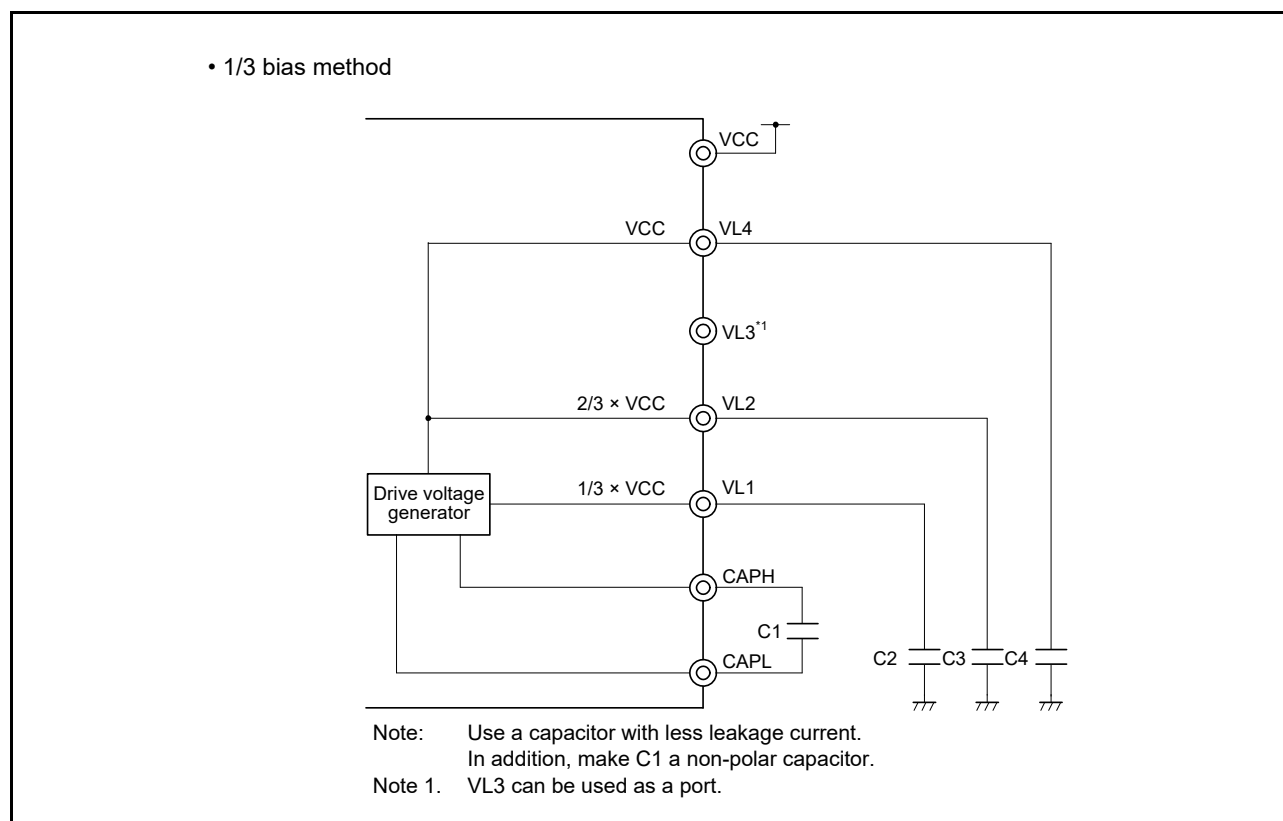 • 1/3 bias method
VCC
VCC VL4
VL3*1
2/3 × VCC VL2
Drive voltage
generator
1/3 × VCC VL1
CAPH
C1
CAPL
C2 C3 C4
Note: Use a capacitor with less leakage current.
In addition, make C1 a non-polar capacitor.
Note 1. VL3 can be used as a port.